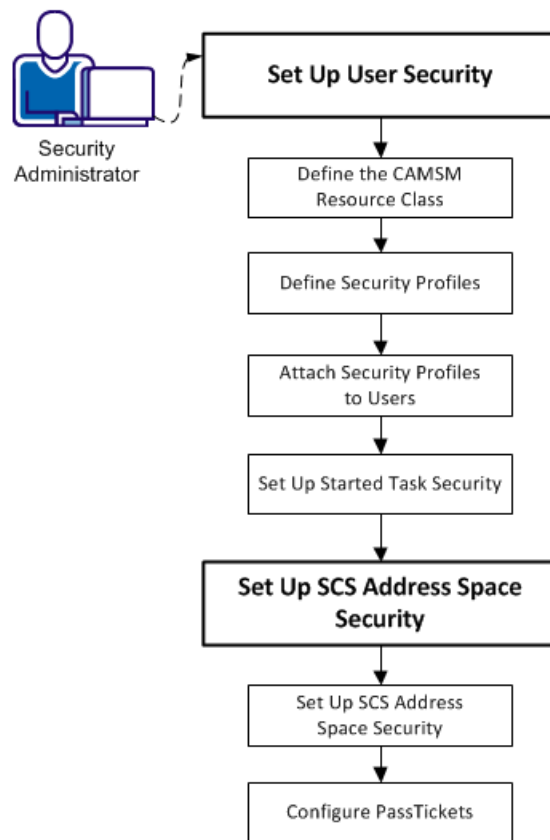 Set Up User Security
Security
Administrator
Define the CAMSM
Resource Class
Define Security Profiles
Attach Security Profiles
to Users
Set Up Started Task Security
Set Up SCS Address Space
Security
Set Up SCS Address
Space Security
Configure PassTickets